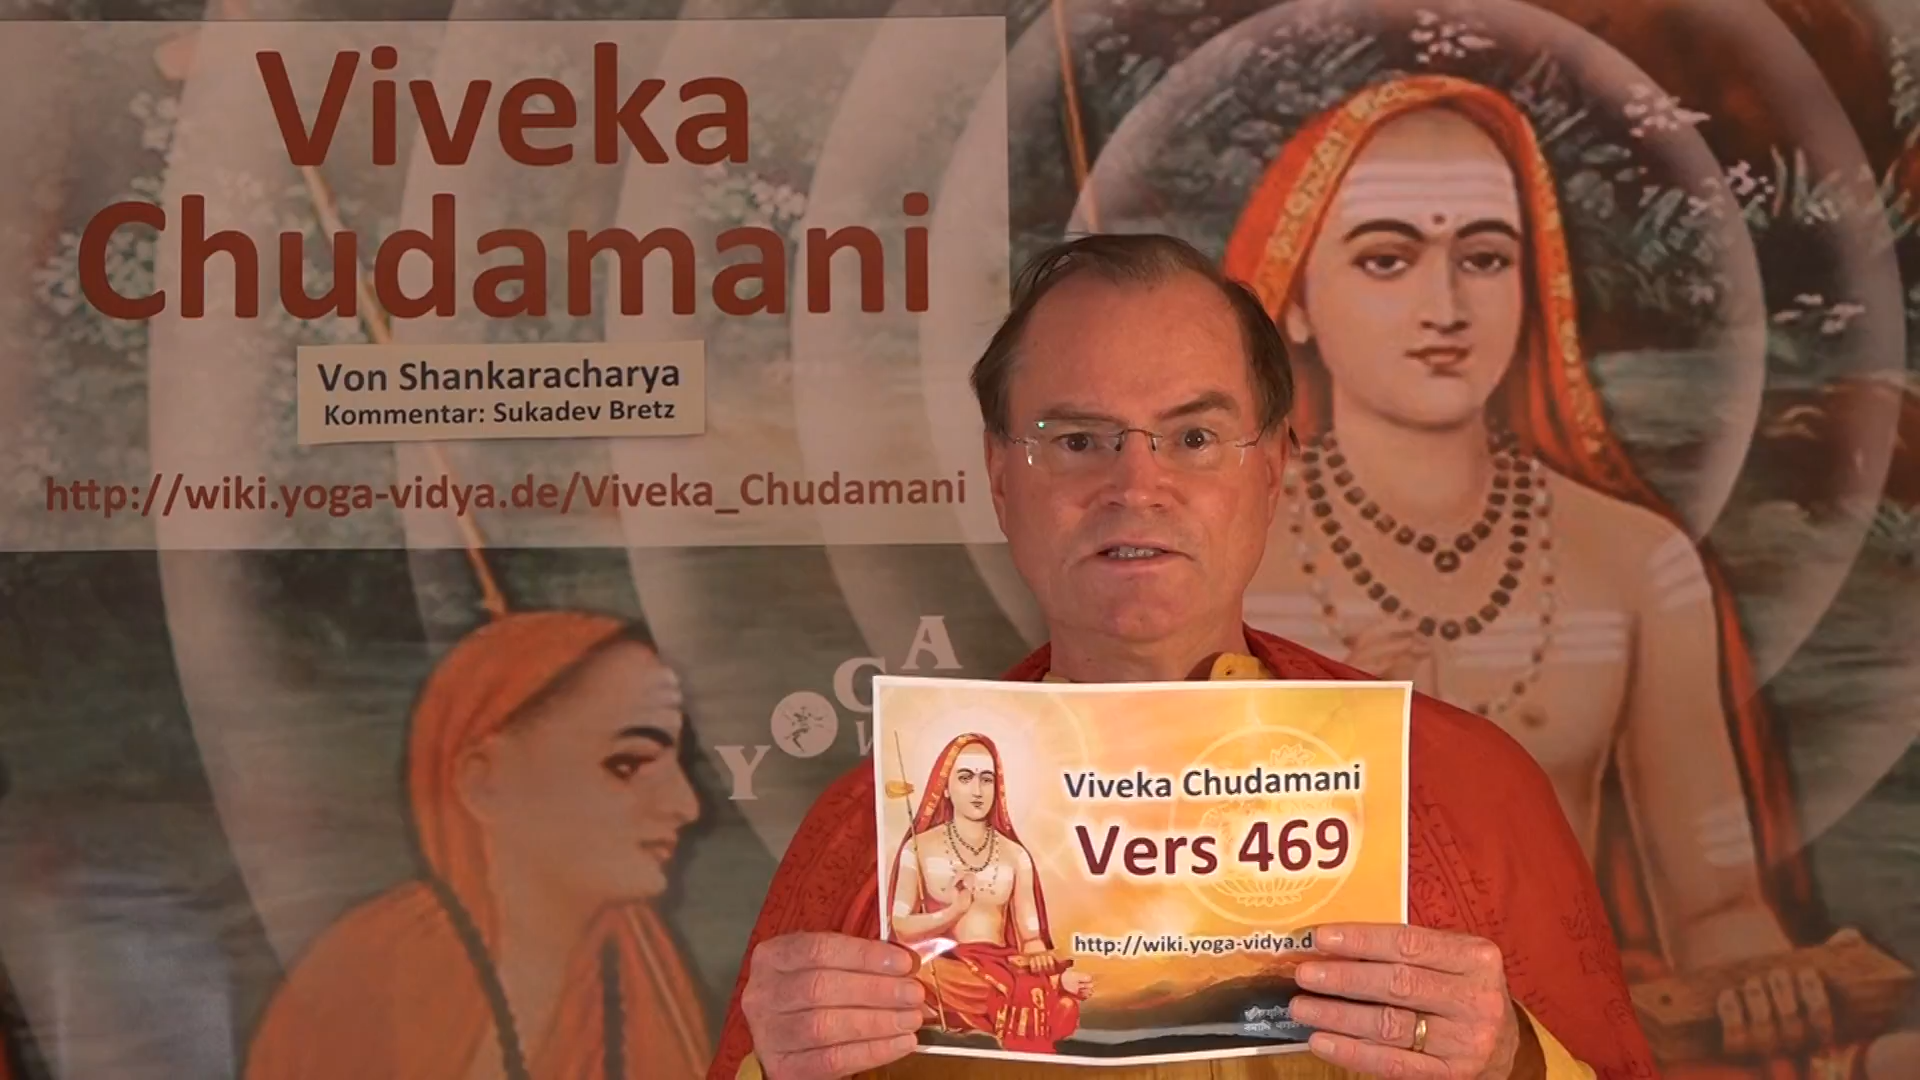 Viveka
Chudamani
Von Shankaracharya
Kommentar: Sukadev Bretz
http://wiki.yoga-vidya.de/Viveka_Chudamani
YOGA
Viveka Chudamani
Vers 469
http://wiki.yoga-vidya.d